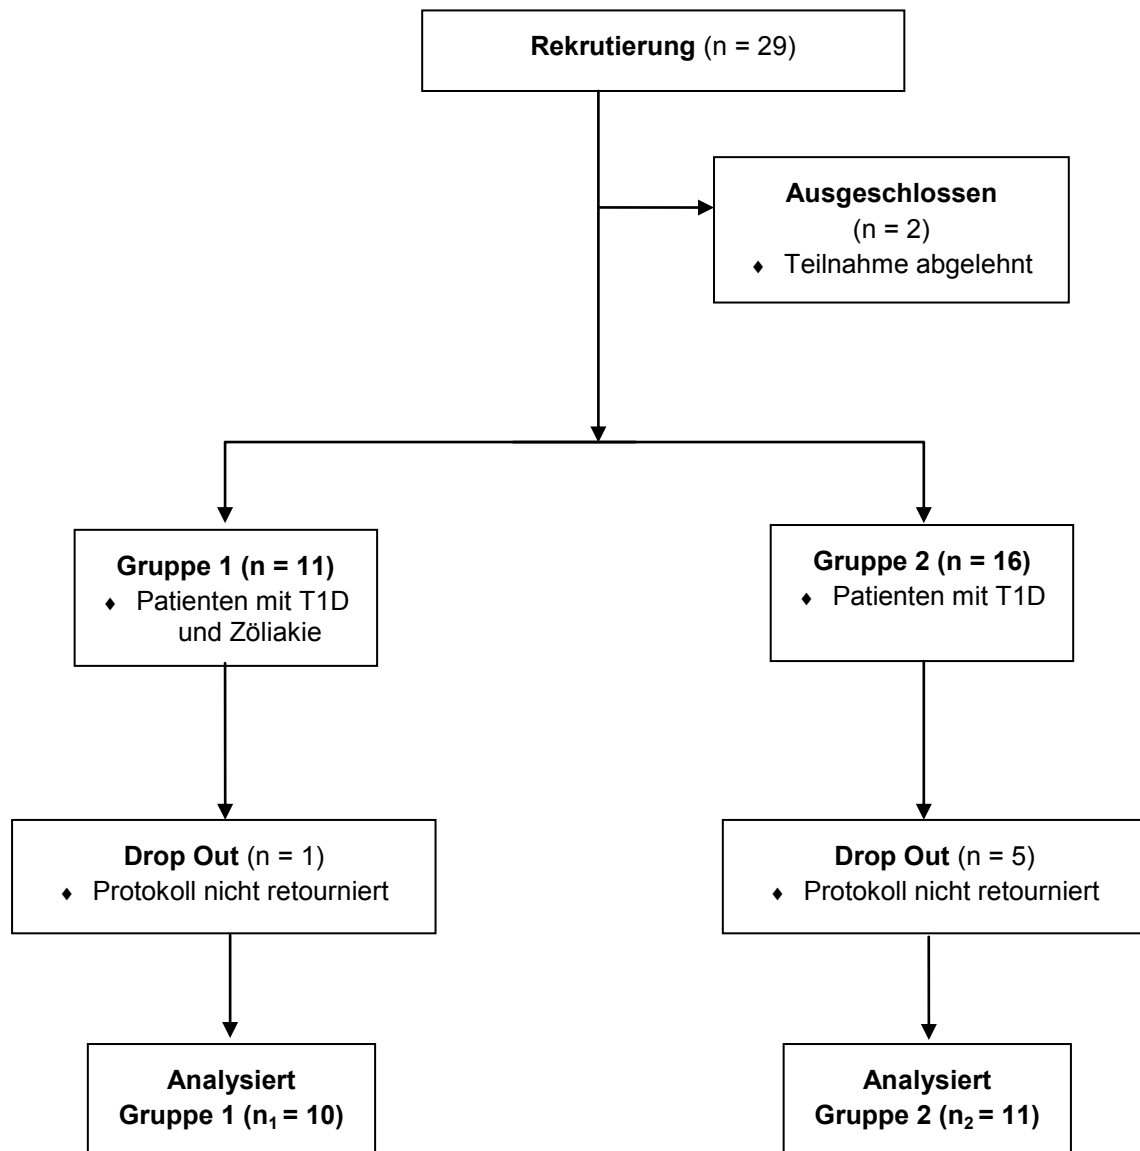 Rekrutierung (n = 29)
Ausgeschlossen
(n = 2)
♦ Teilnahme abgelehnt
Gruppe 1 (n = 11)
♦ Patienten mit T1D
und Zöliakie
Gruppe 2 (n = 16)
♦ Patienten mit T1D
Drop Out (n = 1)
♦ Protokoll nicht retourniert
Drop Out (n = 5)
♦ Protokoll nicht retourniert
Analysiert
Gruppe 1 (n₁ = 10)
Analysiert
Gruppe 2 (n₂ = 11)